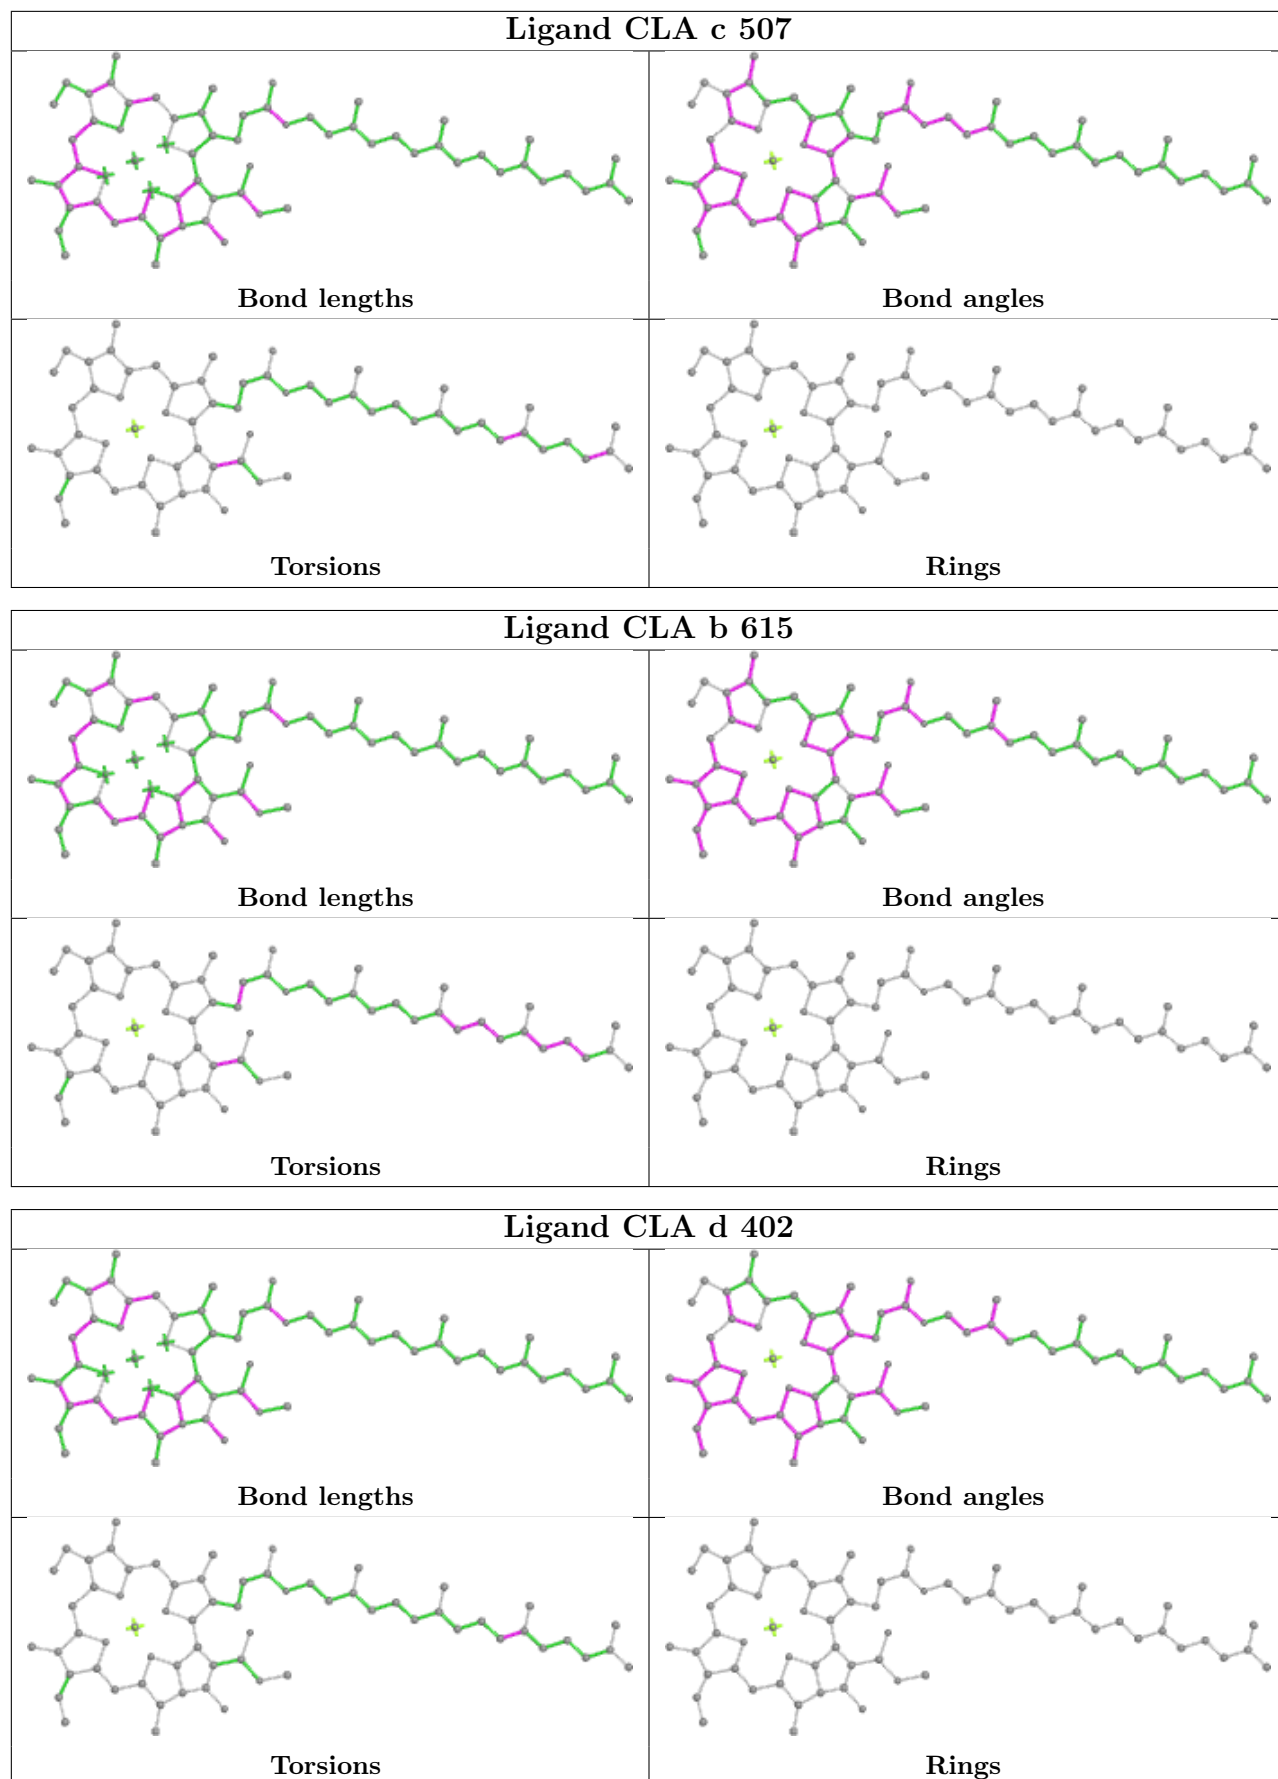 Ligand CLA c 507
Bond lengths
Bond angles
Torsions
Rings
Ligand CLA b 615
Bond lengths
Bond angles
Torsions
Rings
Ligand CLA d 402
Bond lengths
Bond angles
Torsions
Rings